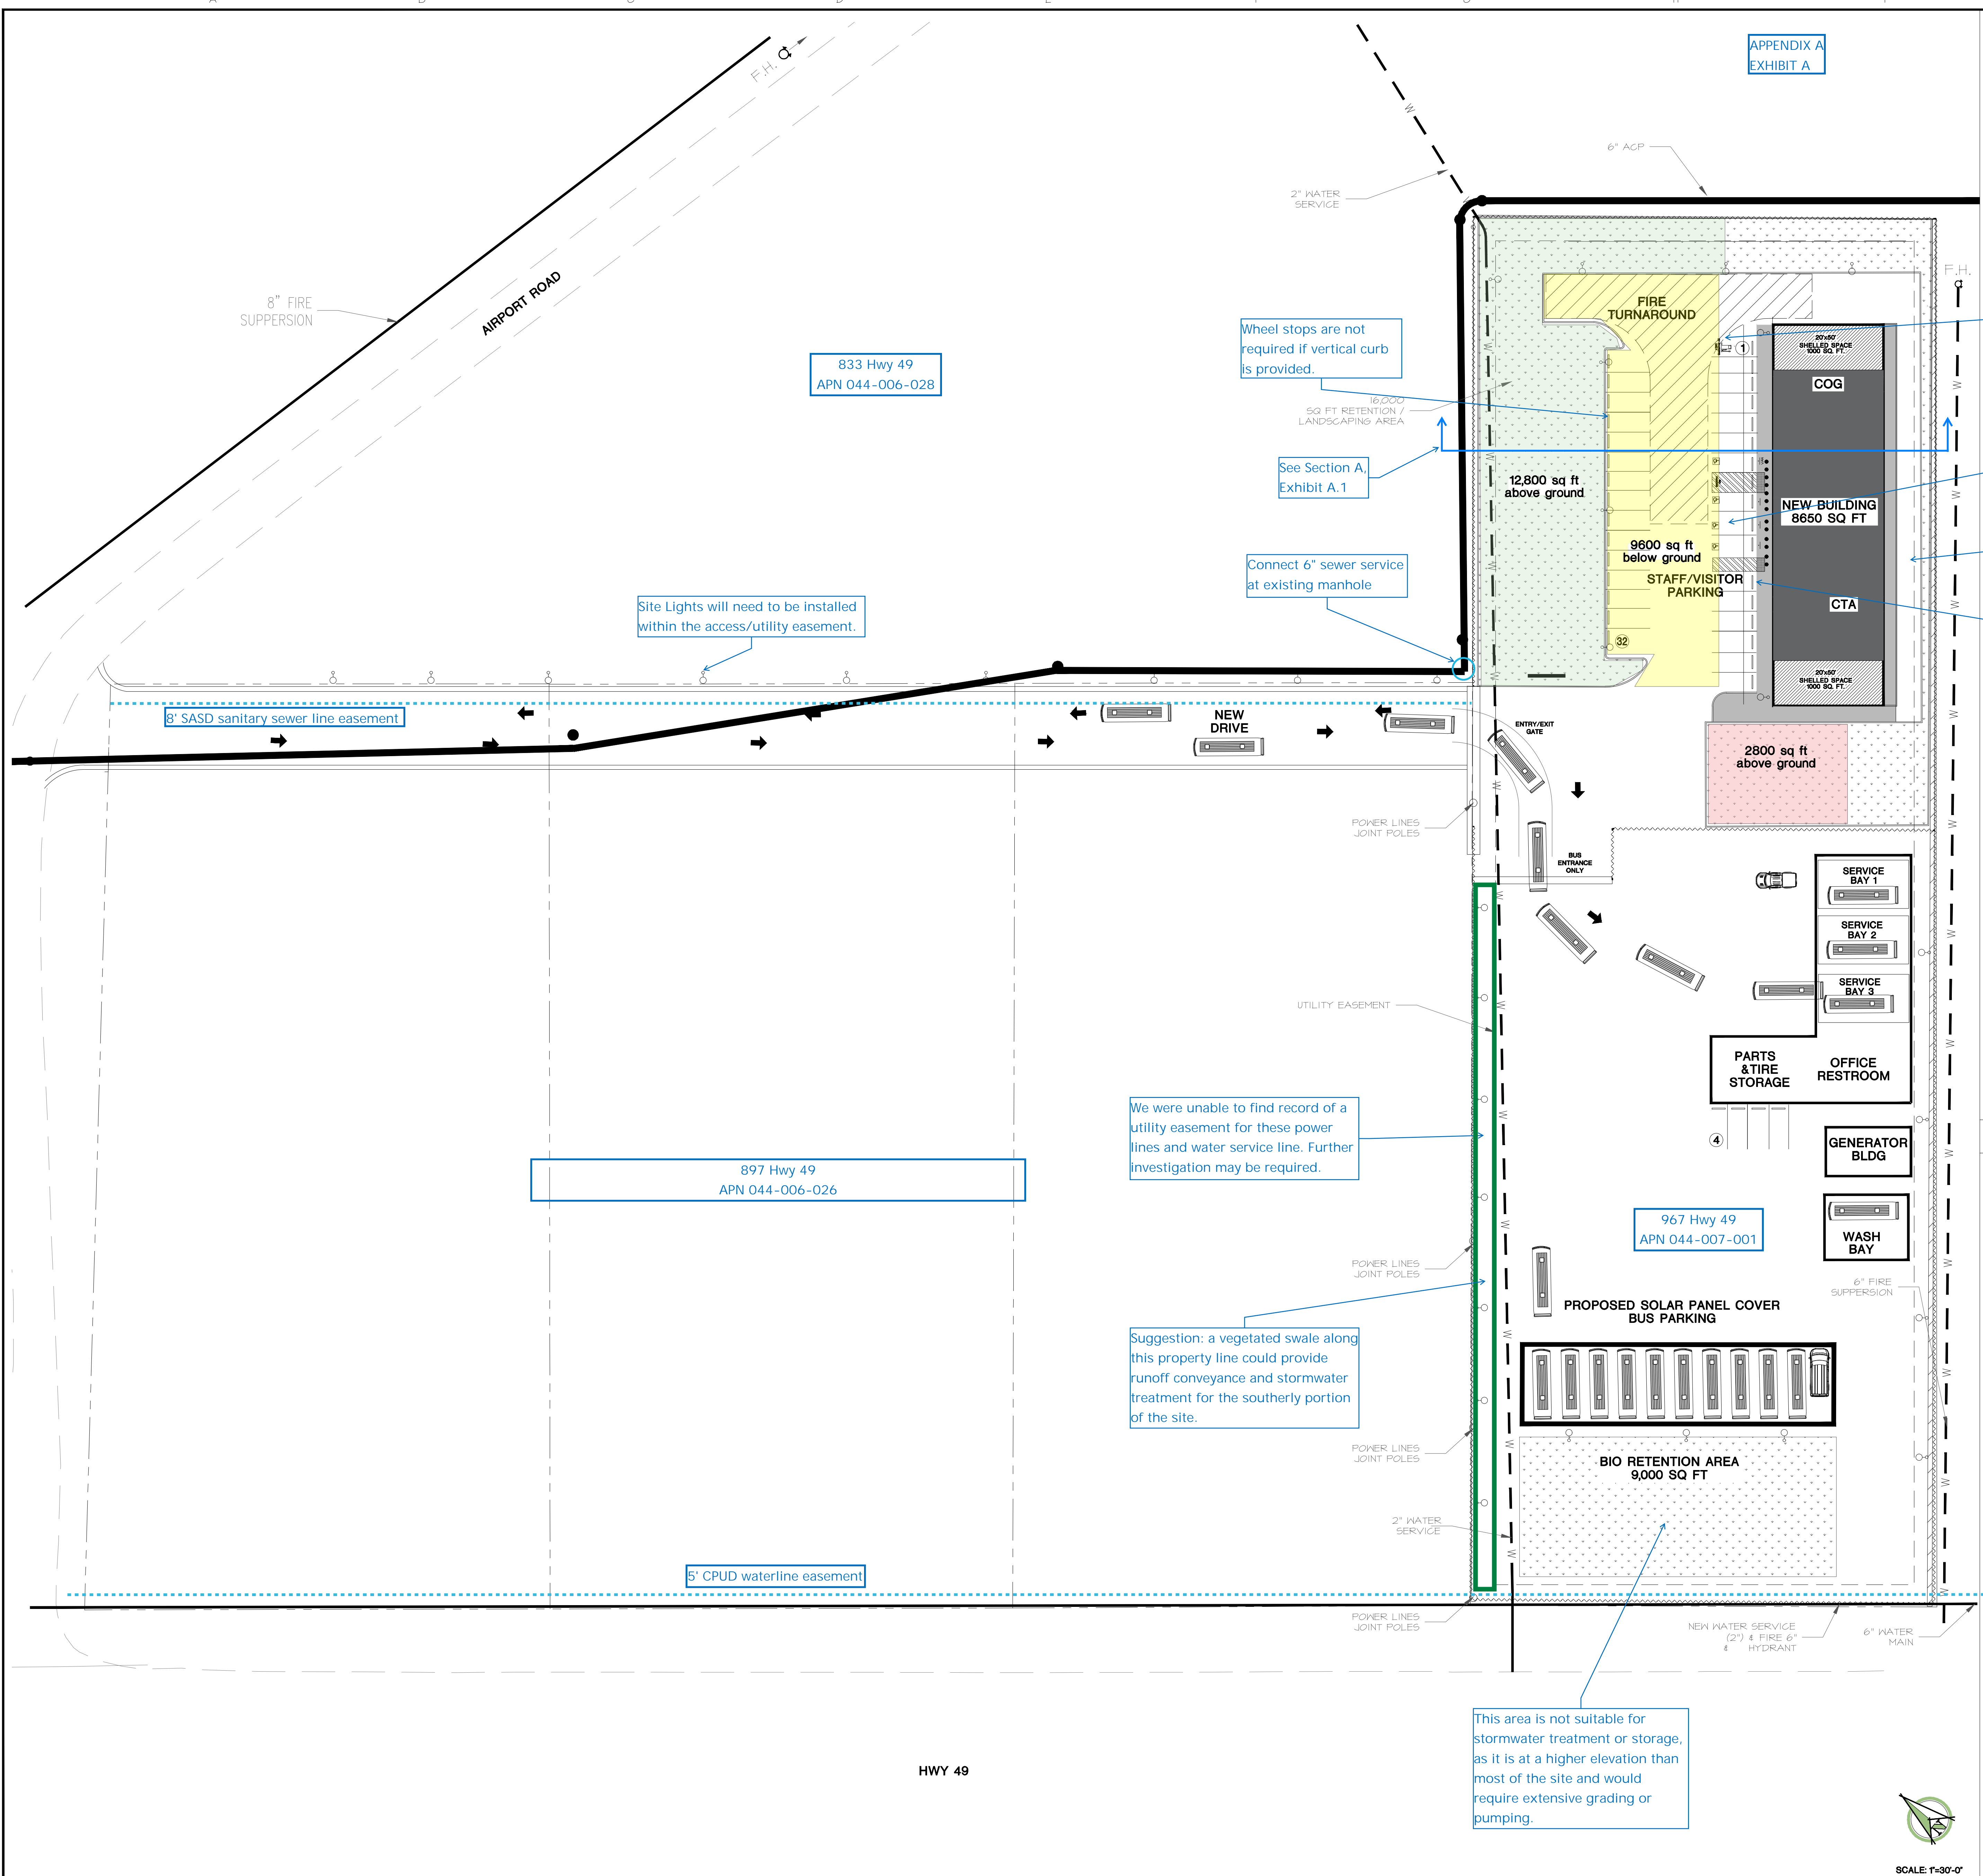 APPENDIX A
EXHIBIT A
F.H.
6" ACP
2" WATER
SERVICE
W
8" FIRE
SUPPERSION
AIRPORT ROAD
F.H.
833 Hwy 49
APN 044-006-028
Wheel stops are not
required if vertical curb
is provided.
16,000
SQ FT RETENTION /
LANDSCAPING AREA
See Section A,
Exhibit A.1
Connect 6" sewer service
at existing manhole
FIRE
TURNAROUND
1
20'x50'
SHELLED SPACE
1000 SQ. FT.
COG
12,800 sq ft
above ground
NEW BUILDING
8650 SQ FT
9600 sq ft
below ground
STAFF/VISITOR
PARKING
CTA
32
20'x50'
SHELLED SPACE
1000 SQ. FT.
Site Lights will need to be installed
within the access/utility easement.
8' SASD sanitary sewer line easement
NEW
DRIVE
ENTRY/EXIT
GATE
2800 sq ft
above ground
POWER LINES
JOINT POLES
BUS
ENTRANCE
ONLY
SERVICE
BAY 1
SERVICE
BAY 2
SERVICE
BAY 3
UTILITY EASEMENT
PARTS
&TIRE
STORAGE
OFFICE
RESTROOM
We were unable to find record of a
utility easement for these power
lines and water service line. Further
investigation may be required.
4
GENERATOR
BLDG
897 Hwy 49
APN 044-006-026
967 Hwy 49
APN 044-007-001
WASH
BAY
POWER LINES
JOINT POLES
6" FIRE
SUPPERSION
PROPOSED SOLAR PANEL COVER
BUS PARKING
Suggestion: a vegetated swale along
this property line could provide
runoff conveyance and stormwater
treatment for the southerly portion
of the site.
POWER LINES
JOINT POLES
BIO RETENTION AREA
9,000 SQ FT
2" WATER
SERVICE
5' CPUD waterline easement
POWER LINES
JOINT POLES
NEW WATER SERVICE
(2") & FIRE 6"
& HYDRANT
6" WATER
MAIN
This area is not suitable for
stormwater treatment or storage,
as it is at a higher elevation than
most of the site and would
require extensive grading or
pumping.
HWY 49
SCALE: 1"=30'-0"